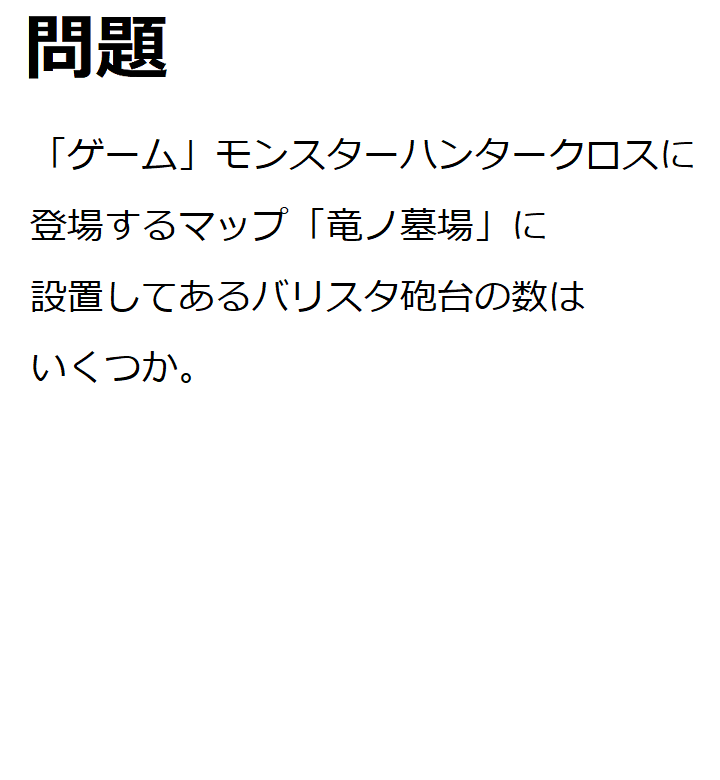 問題
「ゲーム」モンスターハンタークロスに
登場するマップ「竜ノ墓場」に
設置してあるバリスタ砲台の数は
いくつか。